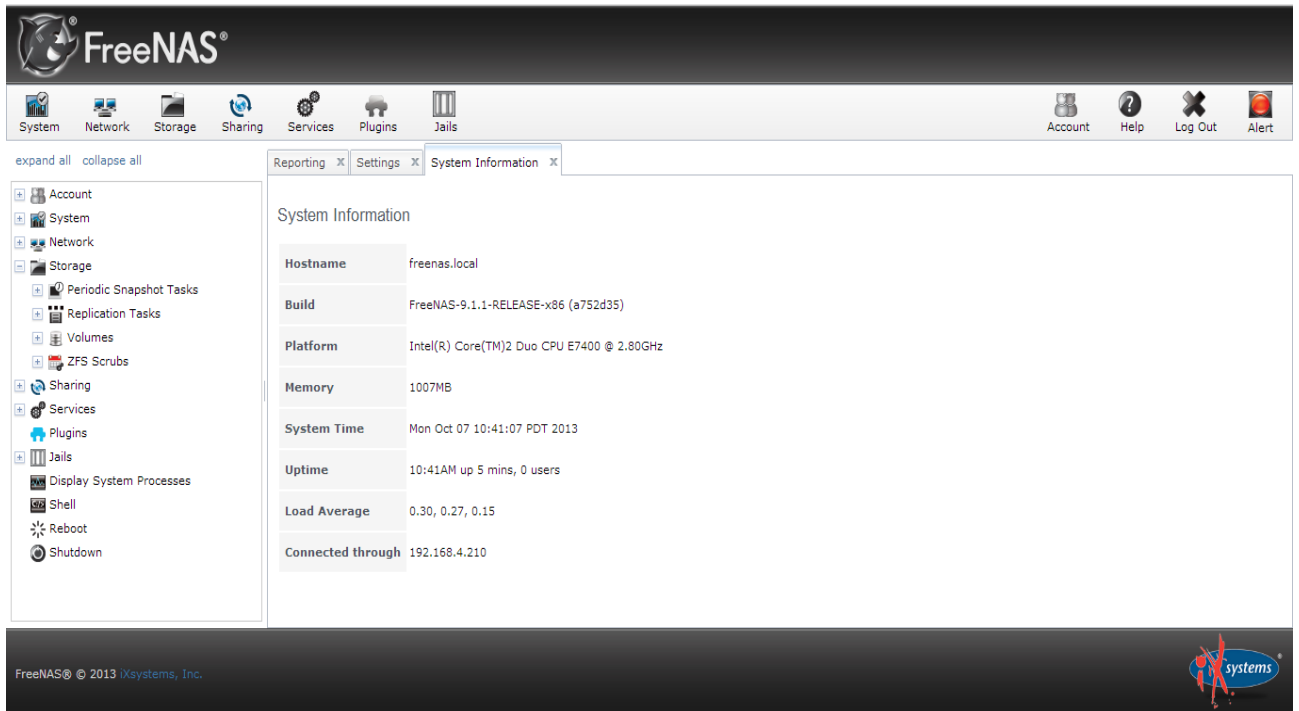 FreeNAS®
System Network Storage Sharing Services Plugins Jails Account Help Log Out Alert
expand all collapse all
Reporting X Settings X System Information X
Account
System
Network
Storage
Periodic Snapshot Tasks
Replication Tasks
Volumes
ZFS Scrubs
Sharing
Services
Plugins
Jails
Display System Processes
Shell
Reboot
Shutdown
System Information
Hostname freenas.local
Build FreeNAS-9.1.1-RELEASE-x86 (a752d35)
Platform Intel(R) Core(TM)2 Duo CPU E7400 @ 2.80GHz
Memory 1007MB
System Time Mon Oct 07 10:41:07 PDT 2013
Uptime 10:41AM up 5 mins, 0 users
Load Average 0.30, 0.27, 0.15
Connected through 192.168.4.210
FreeNAS® © 2013 iXsystems, Inc.
iXsystems®